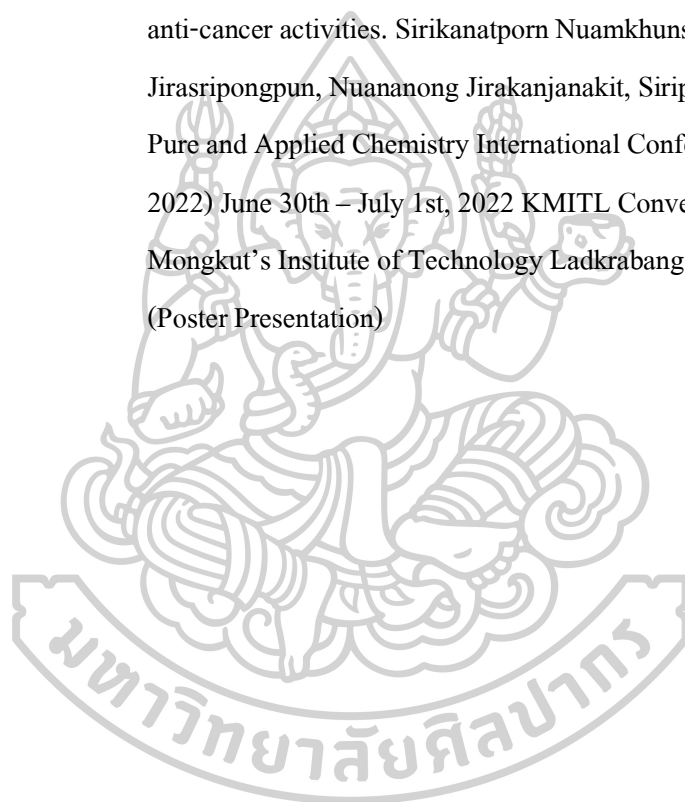 anti-cancer activities. Sirikanatporn Nuamkhuns
Jirasripongpun, Nuananong Jirakanjanakit, Sirip
Pure and Applied Chemistry International Confe
2022) June 30th – July 1st, 2022 KMITL Conve
Mongkut’s Institute of Technology Ladkrabang
(Poster Presentation)
มหาวิทยาลัยศิลปากร